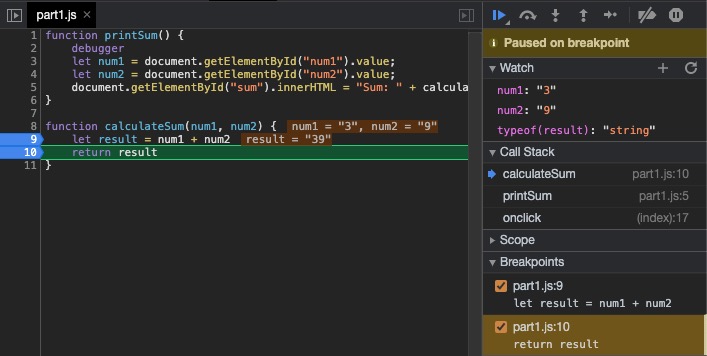 part1.js ×
1 function printSum() {
2 debugger
3 let num1 = document.getElementById("num1").value;
4 let num2 = document.getElementById("num2").value;
5 document.getElementById("sum").innerHTML = "Sum: " + calcula
6 }
7
8 function calculateSum(num1, num2) { num1 = "3", num2 = "9"
9 let result = num1 + num2 result = "39"
10 return result
11 }
Paused on breakpoint
Watch
num1: "3"
num2: "9"
typeof(result): "string"
Call Stack
calculateSum part1.js:10
printSum part1.js:5
onclick (index):17
Scope
Breakpoints
part1.js:9
let result = num1 + num2
part1.js:10
return result